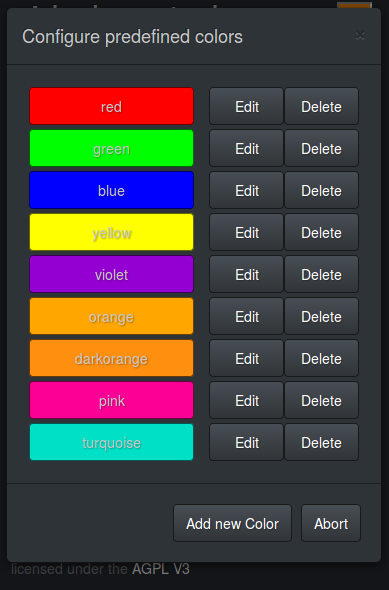 Configure predefined colors ×
red Edit Delete
green Edit Delete
blue Edit Delete
yellow Edit Delete
violet Edit Delete
orange Edit Delete
darkorange Edit Delete
pink Edit Delete
turquoise Edit Delete
Add new Color Abort
licensed under the AGPL V3